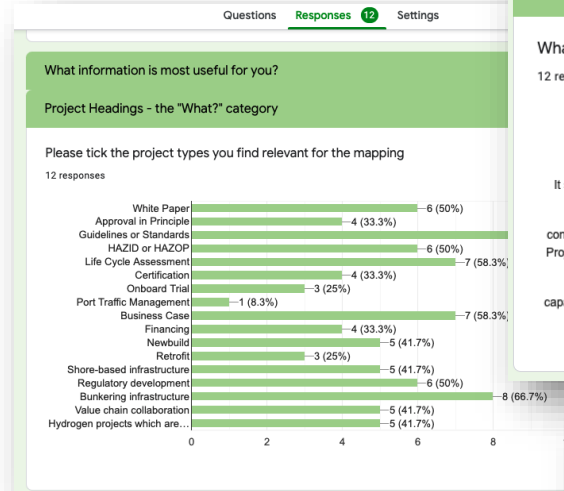 Questions Responses 12 Settings
What information is most useful for you?
Project Headings - the "What?" category
Please tick the project types you find relevant for the mapping
12 responses
White Paper 6 (50%)
Approval in Principle 4 (33.3%)
Guidelines or Standards
HAZID or HAZOP 6 (50%)
Life Cycle Assessment 7 (58.3%)
Certification 4 (33.3%)
Onboard Trial 3 (25%)
Port Traffic Management 1 (8.3%)
Business Case 7 (58.3%)
Financing 4 (33.3%)
Newbuild 5 (41.7%)
Retrofit 3 (25%)
Shore-based infrastructure 5 (41.7%)
Regulatory development 6 (50%)
Bunkering infrastructure 8 (66.7%)
Value chain collaboration 5 (41.7%)
Hydrogen projects which are... 5 (41.7%)
0 2 4 6 8
12 re
It
Pro